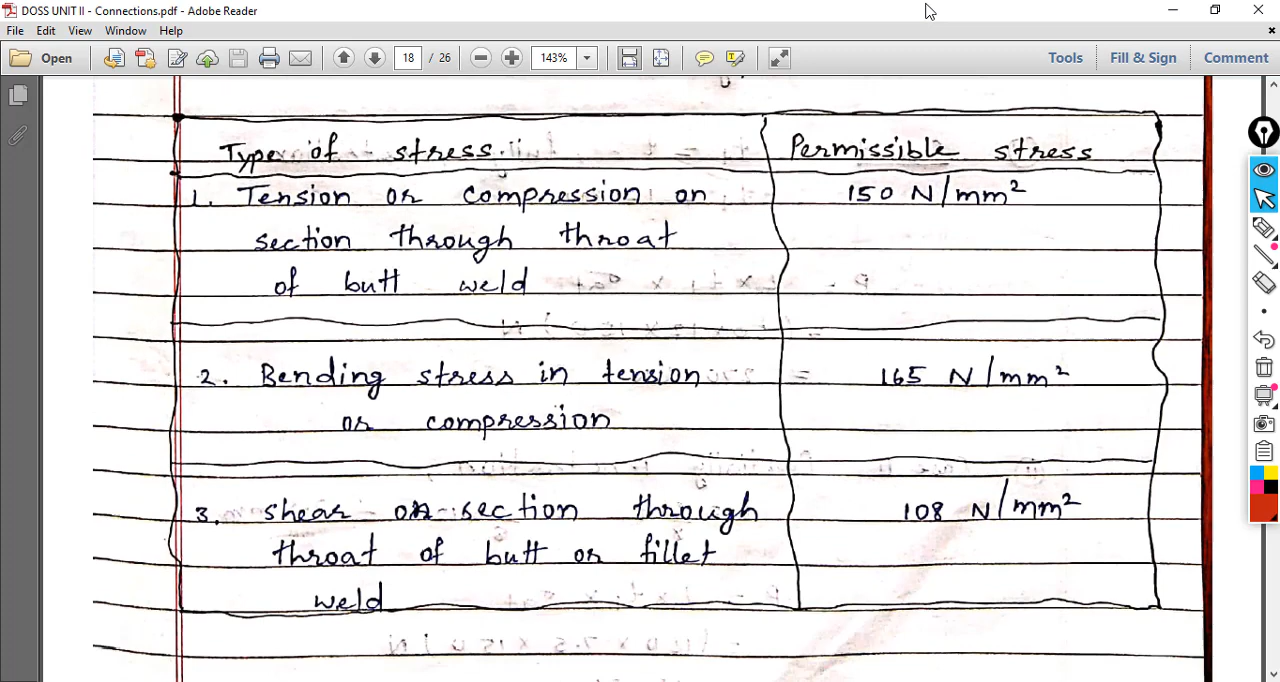 DOSS UNIT II - Connections.pdf - Adobe Reader
File Edit View Window Help
Open 18 / 26 143% Tools Fill & Sign Comment
Type of stress. Permissible stress
1. Tension or compression on 150 N/mm²
section through throat
of butt weld
2. Bending stress in tension 165 N/mm²
or compression
3. shear on section through 108 N/mm²
throat of butt or fillet
weld